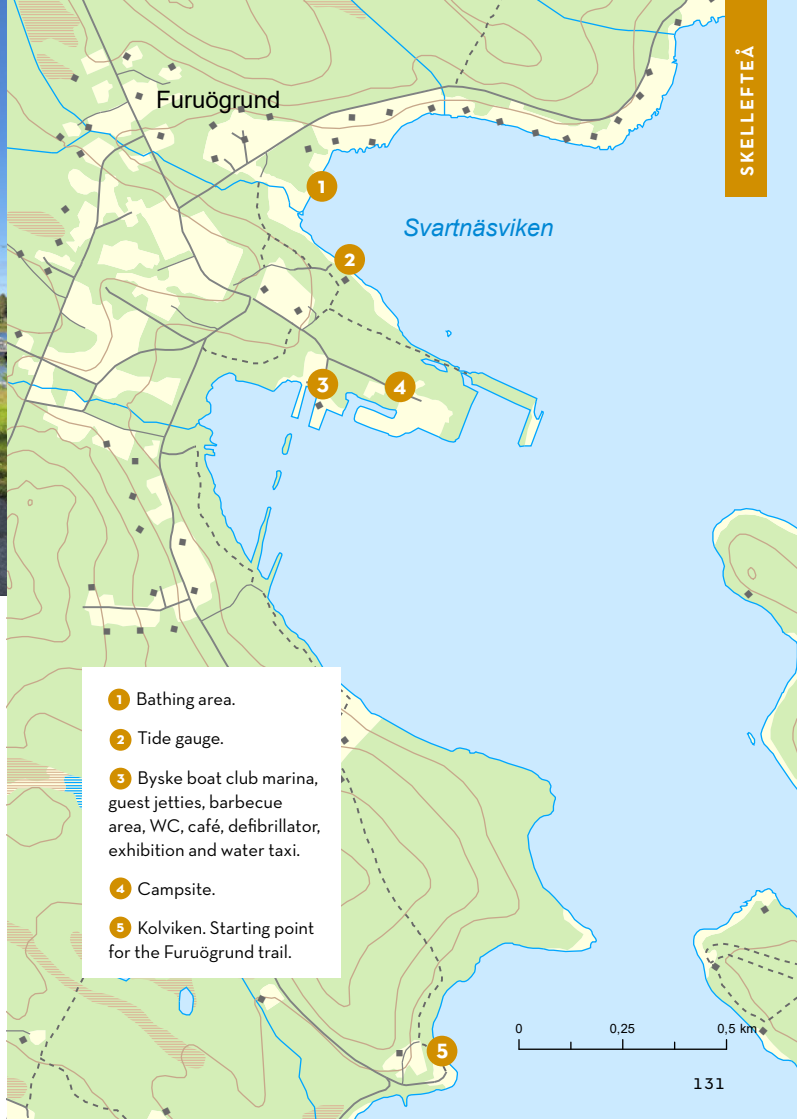 SKELLEFTEÅ
Furuögrund
1
Svartnäsviken
2
3
4
1 Bathing area.
2 Tide gauge.
3 Byske boat club marina,
guest jetties, barbecue
area, WC, café, defibrillator,
exhibition and water taxi.
4 Campsite.
5 Kolviken. Starting point
for the Furuögrund trail.
0 0,25 0,5 km
5
131